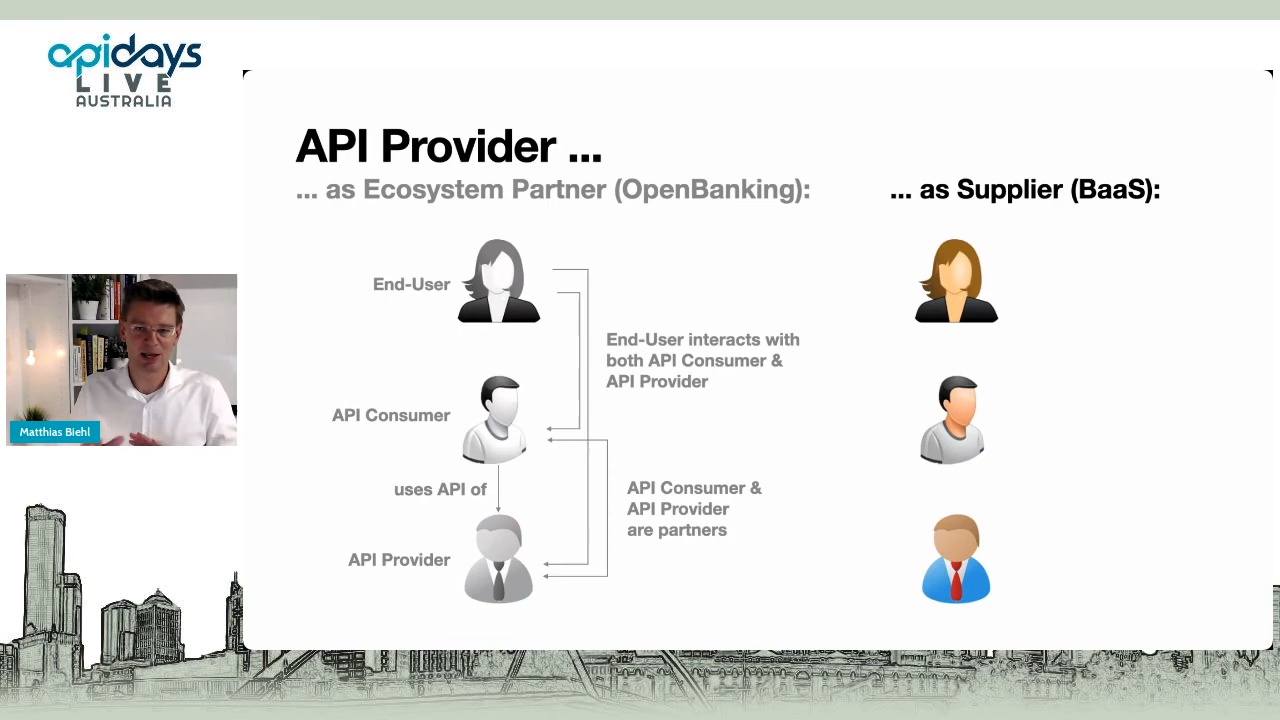 apidays
LIVE
AUSTRALIA
API Provider ...
... as Ecosystem Partner (OpenBanking):
... as Supplier (BaaS):
End-User
End-User interacts with
both API Consumer &
API Provider
API Consumer
uses API of
API Consumer &
API Provider
are partners
API Provider
Matthias Biehl